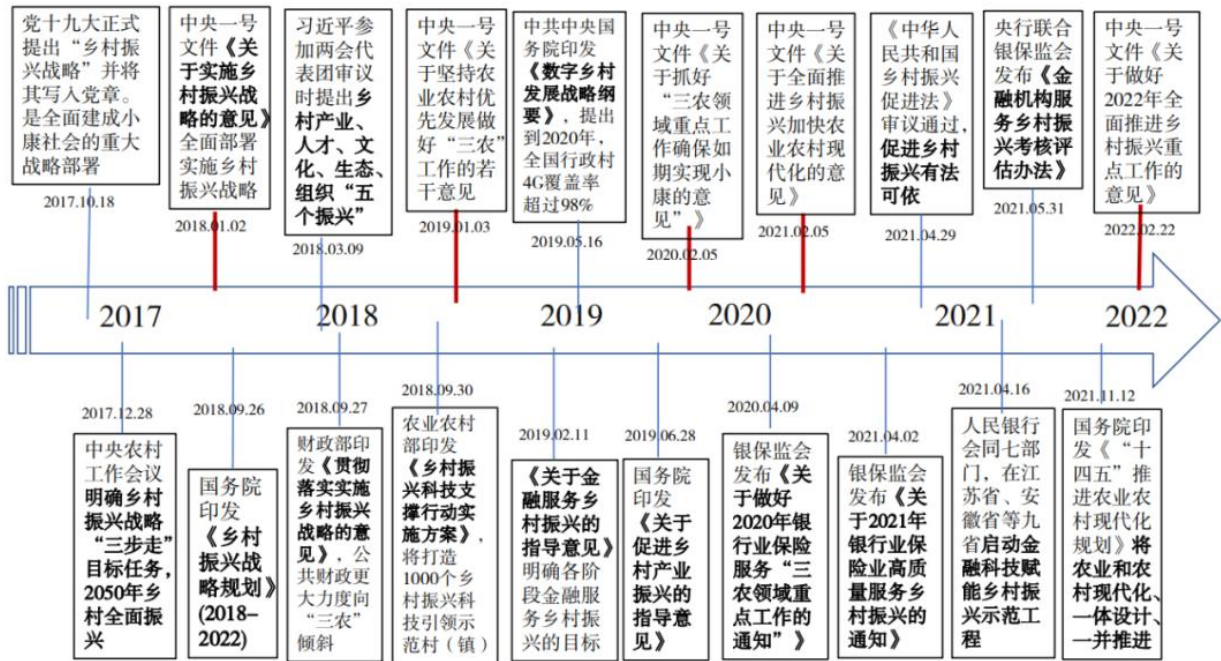 党十九大正式
提出“乡村振
兴战略”并将
其写入党章。
是全面建成小
康社会的重大
战略部署
2017.10.18
中央一号
文件《关
于实施乡
村振兴战
略的意见》
全面部署
实施乡村
振兴战略
2018.01.02
习近平参
加两会代
表团审议
时提出乡
村产业、
人才、文
化、生态、
组织“五
个振兴”
2018.03.09
中央一号
文件《关
于坚持农
业农村优
先发展做
好“三农”
工作的若
干意见
2019.01.03
中共中央国
务院印发
《数字乡村
发展战略纲
要》，提出
到2020年，
全国行政村
4G覆盖率
超过98%
2019.05.16
中央一号
文件《关
于抓好
“三农领
域重点工
作确保如
期实现小
康的意
见”》
2020.02.05
中央一号
文件《关
于全面推
进乡村振
兴加快农
业农村现
代化的意
见》
2021.02.05
《中华人
民共和国
乡村振兴
促进法》
审议通过，
促进乡村
振兴有法
可依
2021.04.29
央行联合
银保监会
发布《金
融机构服
务乡村振
兴考核评
估办法》
2021.05.31
中央一号
文件《关
于做好
2022年全
面推进乡
村振兴重
点工作的
意见》
2022.02.22
2017
2018
2019
2020
2021
2022
2017.12.28
中央农村
工作会议
明确乡村
振兴战略
“三步走”
目标任务，
2050年乡
村全面振
兴
2018.09.26
国务院
印发
《乡村
振兴战
略规划》
(2018-
2022)
2018.09.27
财政部印
发《贯彻
落实实施
乡村振兴
战略的意
见》，公
共财政更
大力度向
“三农”
倾斜
2018.09.30
农业农村
部印发
《乡村振
兴科技支
撑行动实
施方案》，
将打造
1000个乡
村振兴科
技引领示
范村（镇）
2019.02.11
《关于金
融服务乡
村振兴的
指导意见》
明确各阶
段金融服
务乡村振
兴的目标
2019.06.28
国务院
印发
《关于
促进乡
村产业
振兴的
指导意
见》
2020.04.09
银保监会
发布《关
于做好
2020年银
行业保险
服务“三
农领域重
点工作的
通知”》
2021.04.02
银保监会
发布《关
于2021年
银行业保
险业高质
量服务乡
村振兴的
通知》
2021.04.16
人民银行
会同七部
门，在江
苏省、安
徽省等九
省启动金
融科技赋
能乡村振
兴示范工
程
2021.11.12
国务院印
发《“十
四五”推
进农业农
村现代化
规划》将
农业和农
村现代化、
一体设计、
一并推进